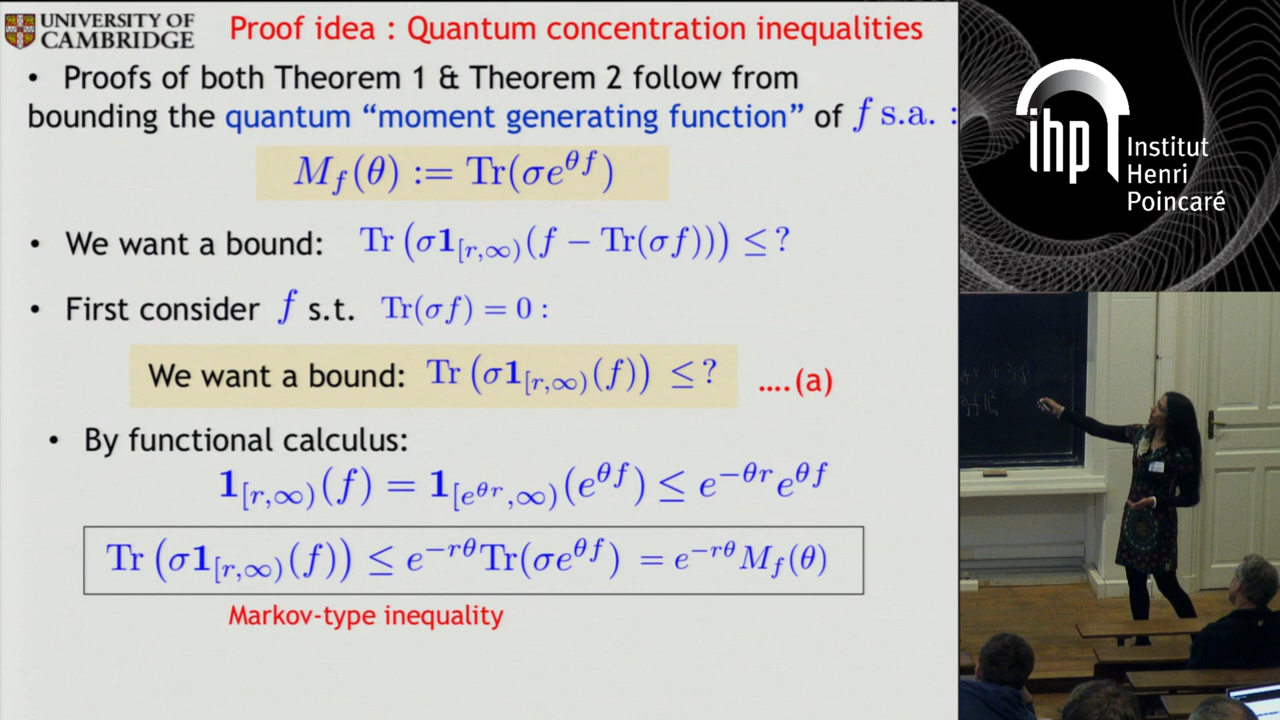 UNIVERSITY OF
CAMBRIDGE
Proof idea : Quantum concentration inequalities
• Proofs of both Theorem 1 & Theorem 2 follow from
bounding the quantum “moment generating function” of f s.a. :
M_f(θ) := Tr(σe^{θf})
• We want a bound: Tr (σ1_{[r,∞)}(f − Tr(σf))) ≤ ?
• First consider f s.t. Tr(σf) = 0 :
We want a bound: Tr (σ1_{[r,∞)}(f)) ≤ ? ....(a)
• By functional calculus:
1_{[r,∞)}(f) = 1_{[e^{θr},∞)}(e^{θf}) ≤ e^{−θr}e^{θf}
Tr (σ1_{[r,∞)}(f)) ≤ e^{−rθ}Tr(σe^{θf}) = e^{−rθ}M_f(θ)
Markov-type inequality
ihp
Institut
Henri
Poincaré